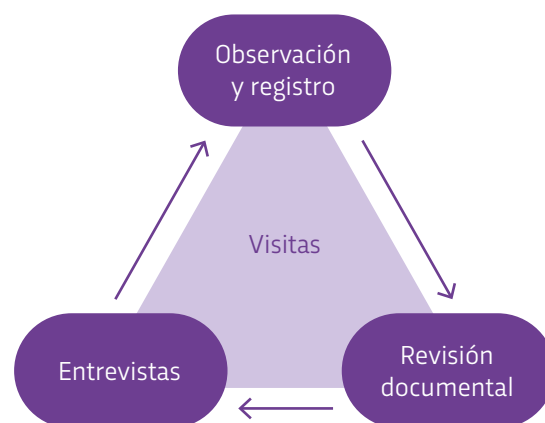 Observación
y registro
Visitas
Entrevistas
Revisión
documental